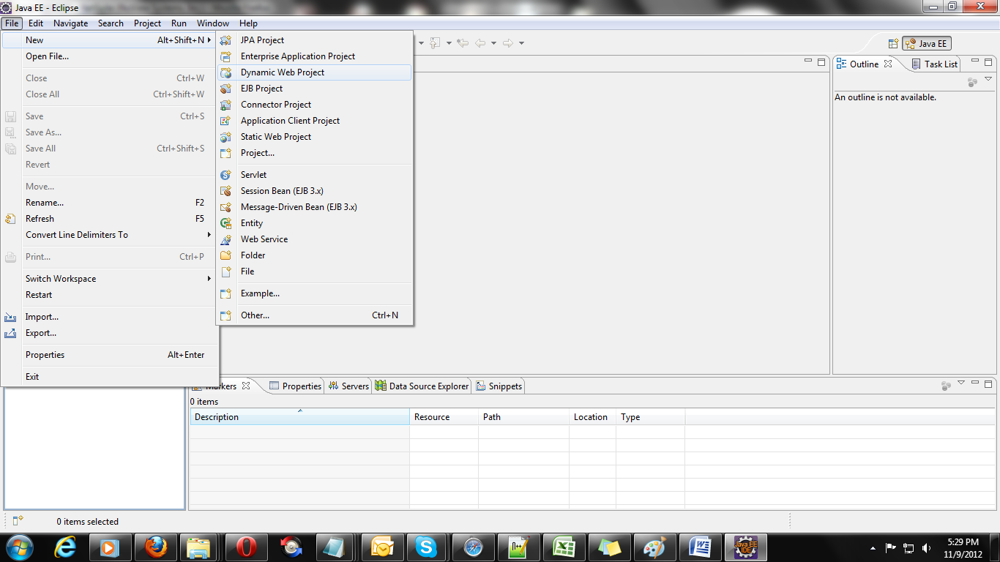 Java EE - Eclipse
File Edit Navigate Search Project Run Window Help
New Alt+Shift+N
Open File...
Close Ctrl+W
Close All Ctrl+Shift+W
Save Ctrl+S
Save As...
Save All Ctrl+Shift+S
Revert
Move...
Rename... F2
Refresh F5
Convert Line Delimiters To
Print... Ctrl+P
Switch Workspace
Restart
Import...
Export...
Properties Alt+Enter
Exit
JPA Project
Enterprise Application Project
Dynamic Web Project
EJB Project
Connector Project
Application Client Project
Static Web Project
Project...
Servlet
Session Bean (EJB 3.x)
Message-Driven Bean (EJB 3.x)
Entity
Web Service
Folder
File
Example...
Other... Ctrl+N
Java EE
Outline Task List
An outline is not available.
Markers Properties Servers Data Source Explorer Snippets
0 items
Description Resource Path Location Type
0 items selected
Java EE
IDE
5:29 PM
11/9/2012